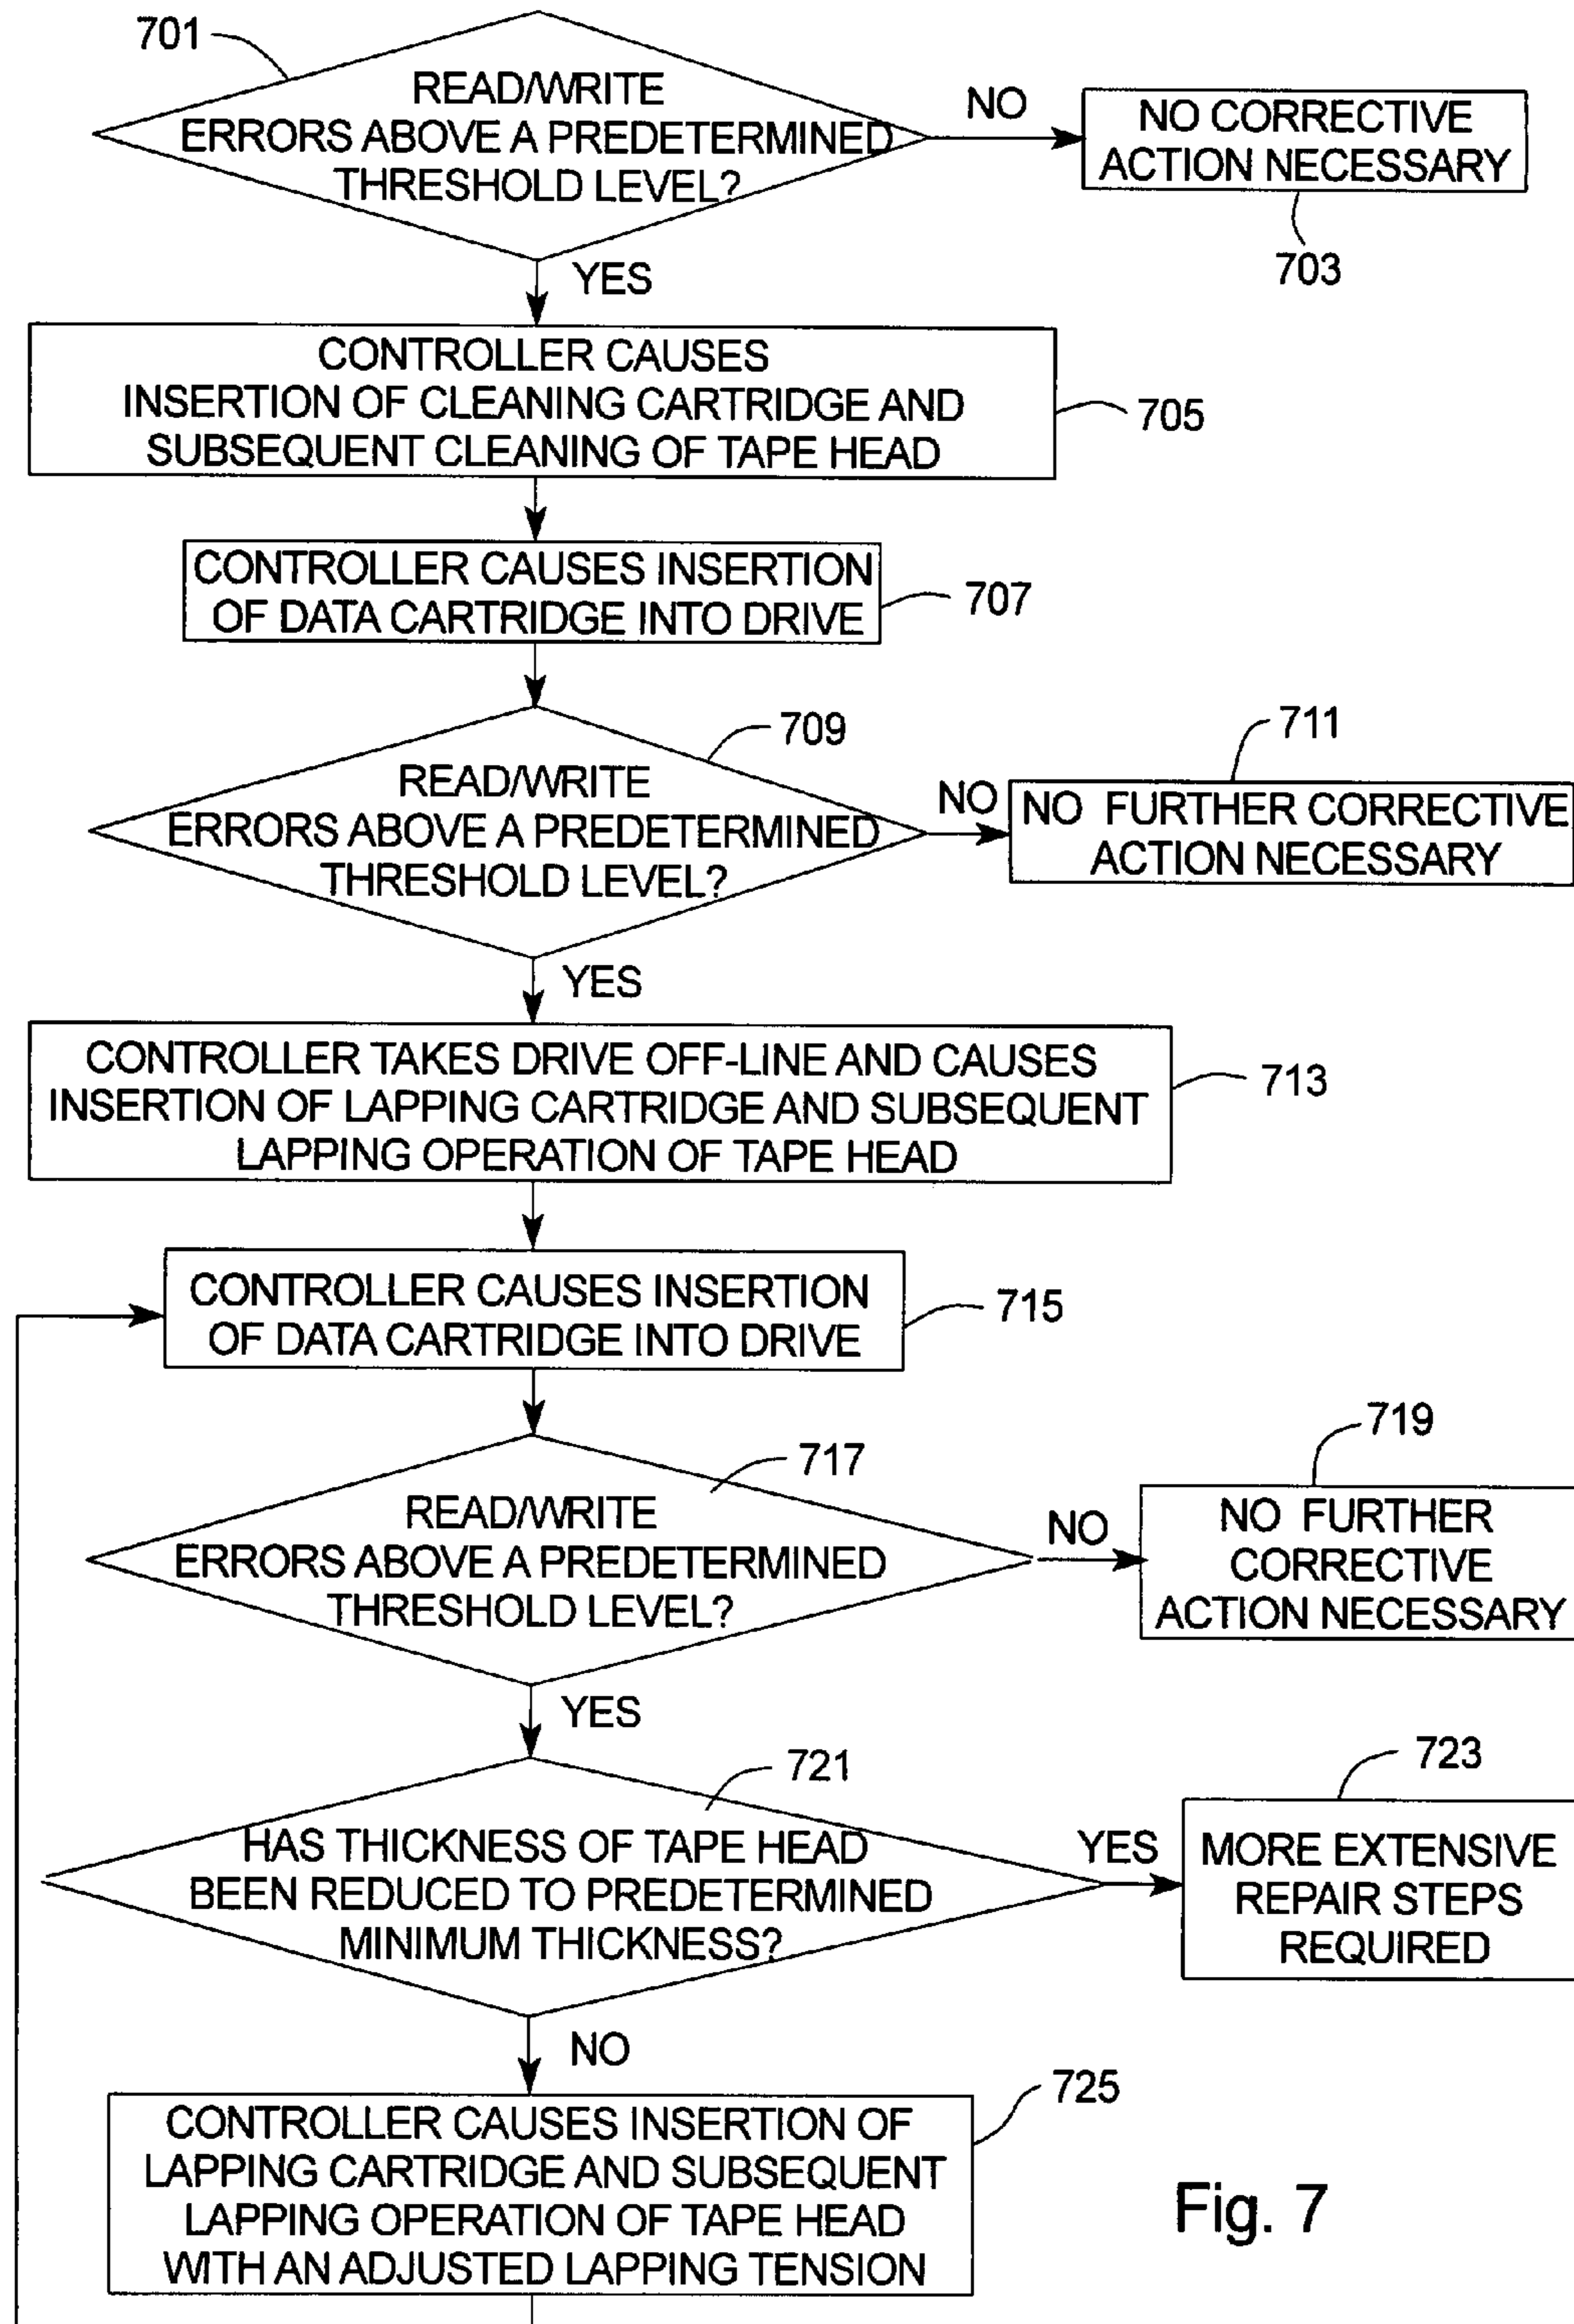 701
READ/WRITE
ERRORS ABOVE A PREDETERMINED
THRESHOLD LEVEL?
NO
NO CORRECTIVE
ACTION NECESSARY
703
YES
CONTROLLER CAUSES
INSERTION OF CLEANING CARTRIDGE AND
SUBSEQUENT CLEANING OF TAPE HEAD
705
CONTROLLER CAUSES INSERTION
OF DATA CARTRIDGE INTO DRIVE
707
709
READ/WRITE
ERRORS ABOVE A PREDETERMINED
THRESHOLD LEVEL?
NO
711
NO FURTHER CORRECTIVE
ACTION NECESSARY
YES
CONTROLLER TAKES DRIVE OFF-LINE AND CAUSES
INSERTION OF LAPPING CARTRIDGE AND SUBSEQUENT
LAPPING OPERATION OF TAPE HEAD
713
CONTROLLER CAUSES INSERTION
OF DATA CARTRIDGE INTO DRIVE
715
717
READ/WRITE
ERRORS ABOVE A PREDETERMINED
THRESHOLD LEVEL?
NO
719
NO FURTHER
CORRECTIVE
ACTION NECESSARY
YES
721
HAS THICKNESS OF TAPE HEAD
BEEN REDUCED TO PREDETERMINED
MINIMUM THICKNESS?
YES
723
MORE EXTENSIVE
REPAIR STEPS
REQUIRED
NO
725
CONTROLLER CAUSES INSERTION OF
LAPPING CARTRIDGE AND SUBSEQUENT
LAPPING OPERATION OF TAPE HEAD
WITH AN ADJUSTED LAPPING TENSION
Fig. 7